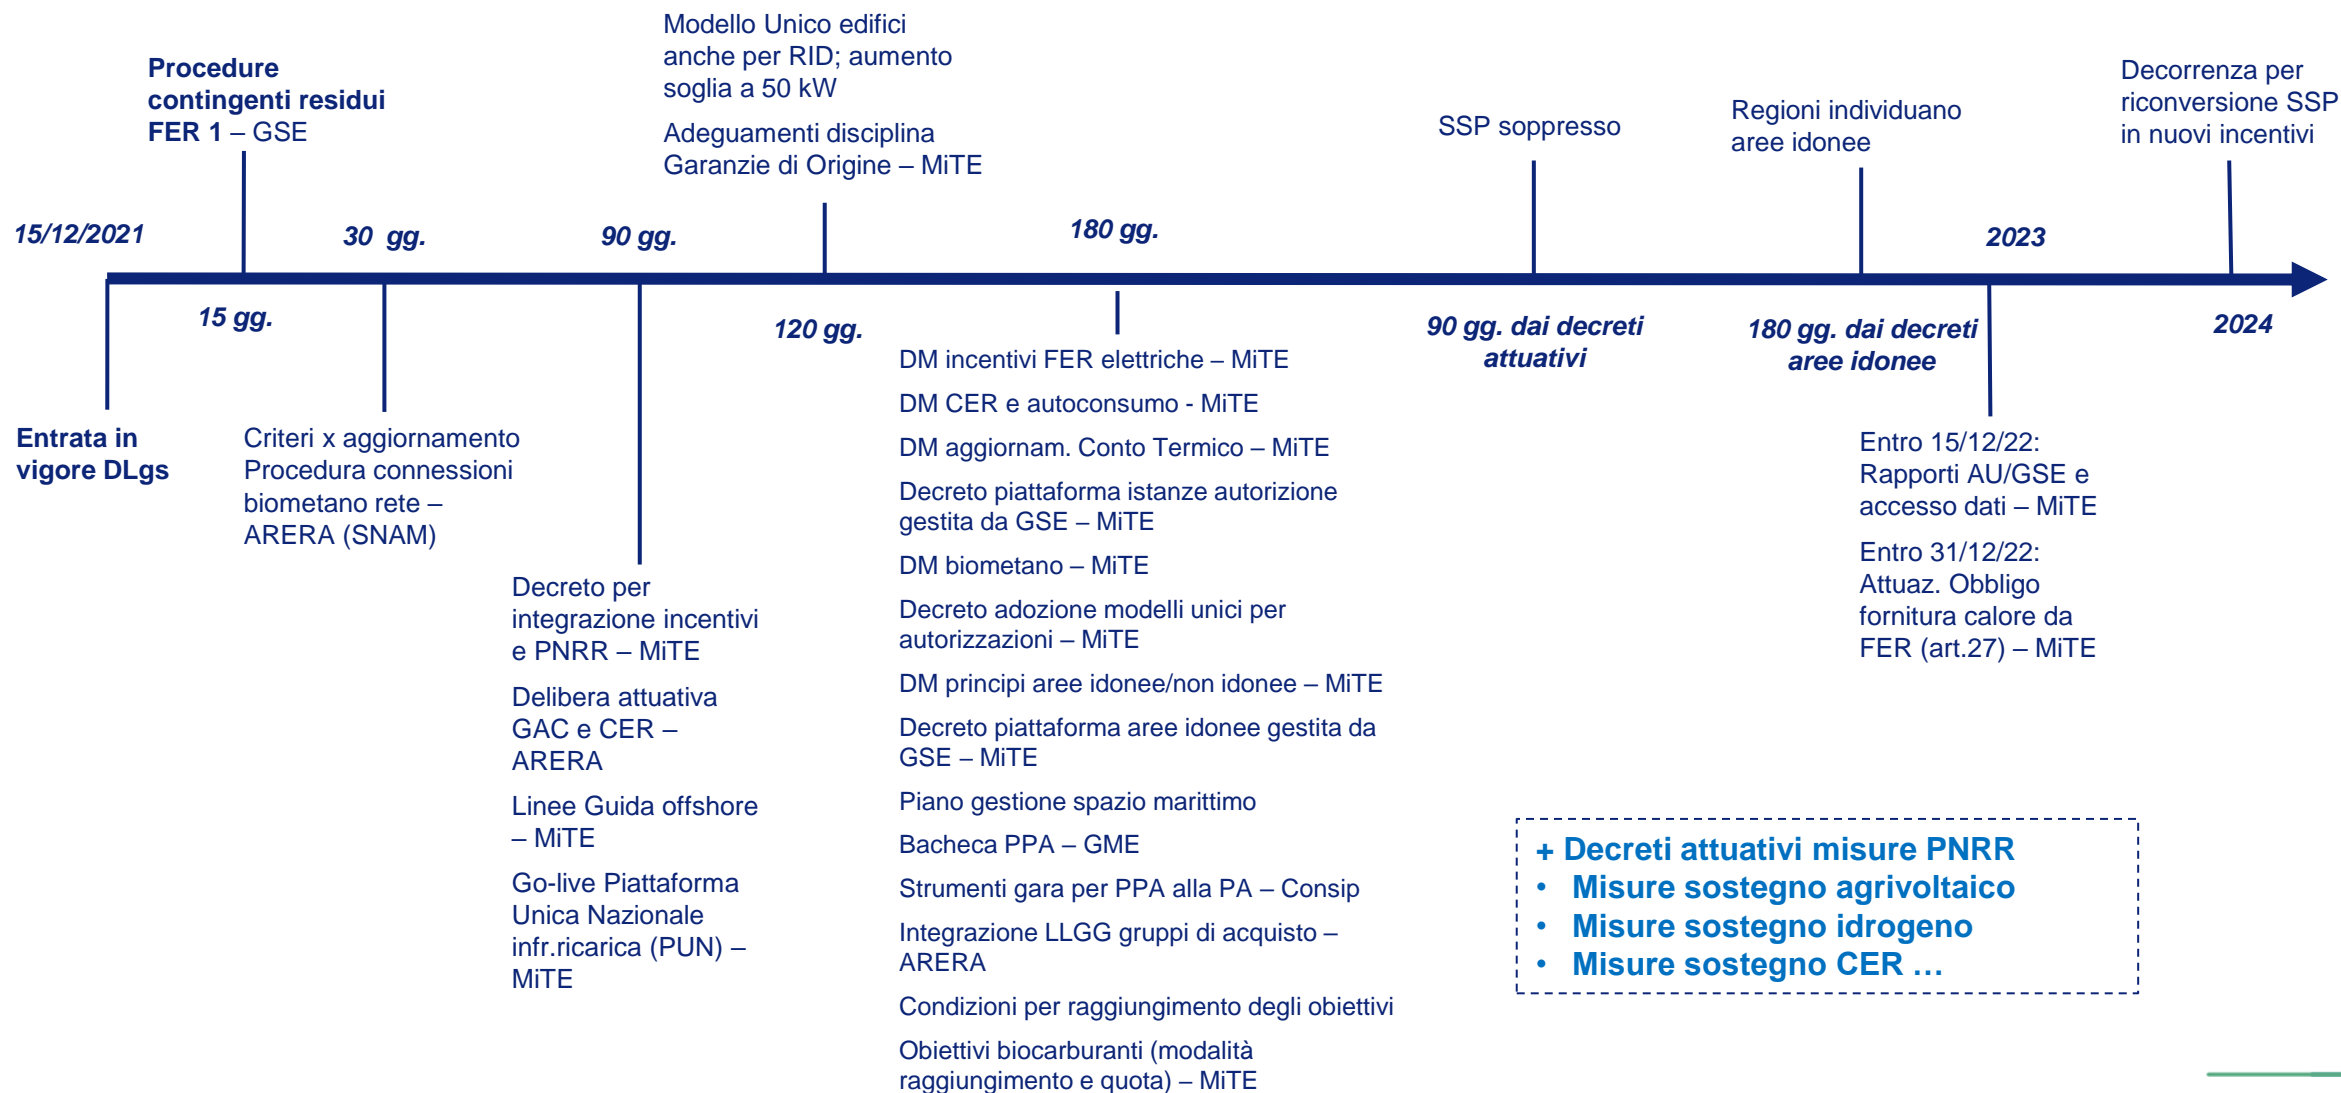 Modello Unico edifici
anche per RID; aumento
soglia a 50 kW
Adeguamenti disciplina
Garanzie di Origine – MiTE
Procedure
contingenti residui
FER 1 – GSE
SSP soppresso
Regioni individuano
aree idonee
Decorrenza per
riconversione SSP
in nuovi incentivi
15/12/2021
30 gg.
90 gg.
180 gg.
2023
15 gg.
120 gg.
90 gg. dai decreti
attuativi
180 gg. dai decreti
aree idonee
2024
Entrata in
vigore DLgs
Criteri x aggiornamento
Procedura connessioni
biometano rete –
ARERA (SNAM)
Decreto per
integrazione incentivi
e PNRR – MiTE
Delibera attuativa
GAC e CER –
ARERA
Linee Guida offshore
– MiTE
Go-live Piattaforma
Unica Nazionale
infr.ricarica (PUN) –
MiTE
DM incentivi FER elettriche – MiTE
DM CER e autoconsumo - MiTE
DM aggiornam. Conto Termico – MiTE
Decreto piattaforma istanze autorizione
gestita da GSE – MiTE
DM biometano – MiTE
Decreto adozione modelli unici per
autorizzazioni – MiTE
DM principi aree idonee/non idonee – MiTE
Decreto piattaforma aree idonee gestita da
GSE – MiTE
Piano gestione spazio marittimo
Bacheca PPA – GME
Strumenti gara per PPA alla PA – Consip
Integrazione LLGG gruppi di acquisto –
ARERA
Condizioni per raggiungimento degli obiettivi
Obiettivi biocarburanti (modalità
raggiungimento e quota) – MiTE
Entro 15/12/22:
Rapporti AU/GSE e
accesso dati – MiTE
Entro 31/12/22:
Attuaz. Obbligo
fornitura calore da
FER (art.27) – MiTE
+ Decreti attuativi misure PNRR
• Misure sostegno agrivoltaico
• Misure sostegno idrogeno
• Misure sostegno CER …